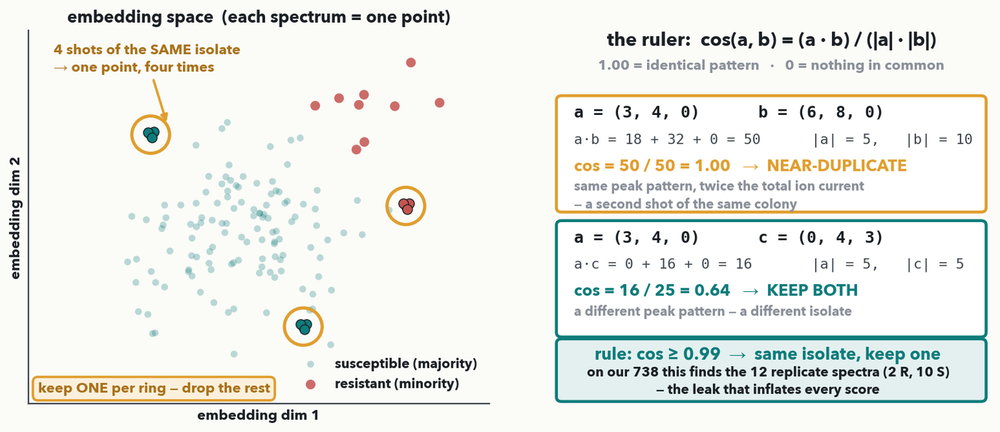 embedding space  (each spectrum = one point)
4 shots of the SAME isolate
→ one point, four times
embedding dim 2
susceptible (majority)
resistant (minority)
keep ONE per ring – drop the rest
embedding dim 1
the ruler:  cos(a, b) = (a · b) / (|a| · |b|)
1.00 = identical pattern  ·  0 = nothing in common
a = (3, 4, 0)      b = (6, 8, 0)
a·b = 18 + 32 + 0 = 50      |a| = 5,   |b| = 10
cos = 50 / 50 = 1.00  →  NEAR-DUPLICATE
same peak pattern, twice the total ion current
– a second shot of the same colony
a = (3, 4, 0)      c = (0, 4, 3)
a·c = 0 + 16 + 0 = 16       |a| = 5,   |c| = 5
cos = 16 / 25 = 0.64  →  KEEP BOTH
a different peak pattern – a different isolate
rule: cos ≥ 0.99  →  same isolate, keep one
on our 738 this finds the 12 replicate spectra (2 R, 10 S)
– the leak that inflates every score